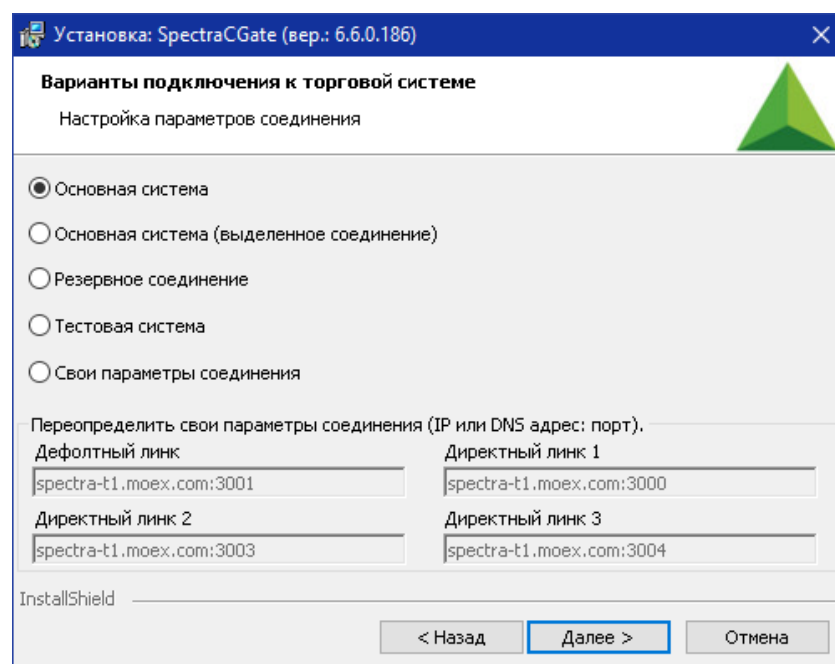 Установка: SpectraCGate (вер.: 6.6.0.186)
Варианты подключения к торговой системе
Настройка параметров соединения
Основная система
Основная система (выделенное соединение)
Резервное соединение
Тестовая система
Свои параметры соединения
Переопределить свои параметры соединения (IP или DNS адрес: порт).
Дефолтный линк
Директный линк 1
spectra-t1.moex.com:3001
spectra-t1.moex.com:3000
Директный линк 2
Директный линк 3
spectra-t1.moex.com:3003
spectra-t1.moex.com:3004
InstallShield
< Назад
Далее >
Отмена